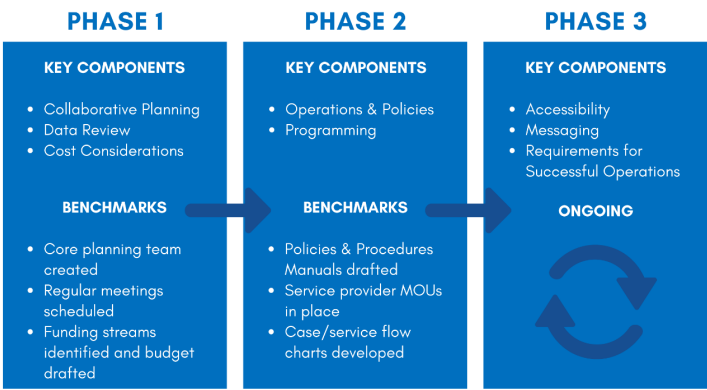 PHASE 1
KEY COMPONENTS
• Collaborative Planning
• Data Review
• Cost Considerations
BENCHMARKS
• Core planning team
created
• Regular meetings
scheduled
• Funding streams
identified and budget
drafted
PHASE 2
KEY COMPONENTS
• Operations & Policies
• Programming
BENCHMARKS
• Policies & Procedures
Manuals drafted
• Service provider MOUs
in place
• Case/service flow
charts developed
PHASE 3
KEY COMPONENTS
• Accessibility
• Messaging
• Requirements for
Successful Operations
ONGOING